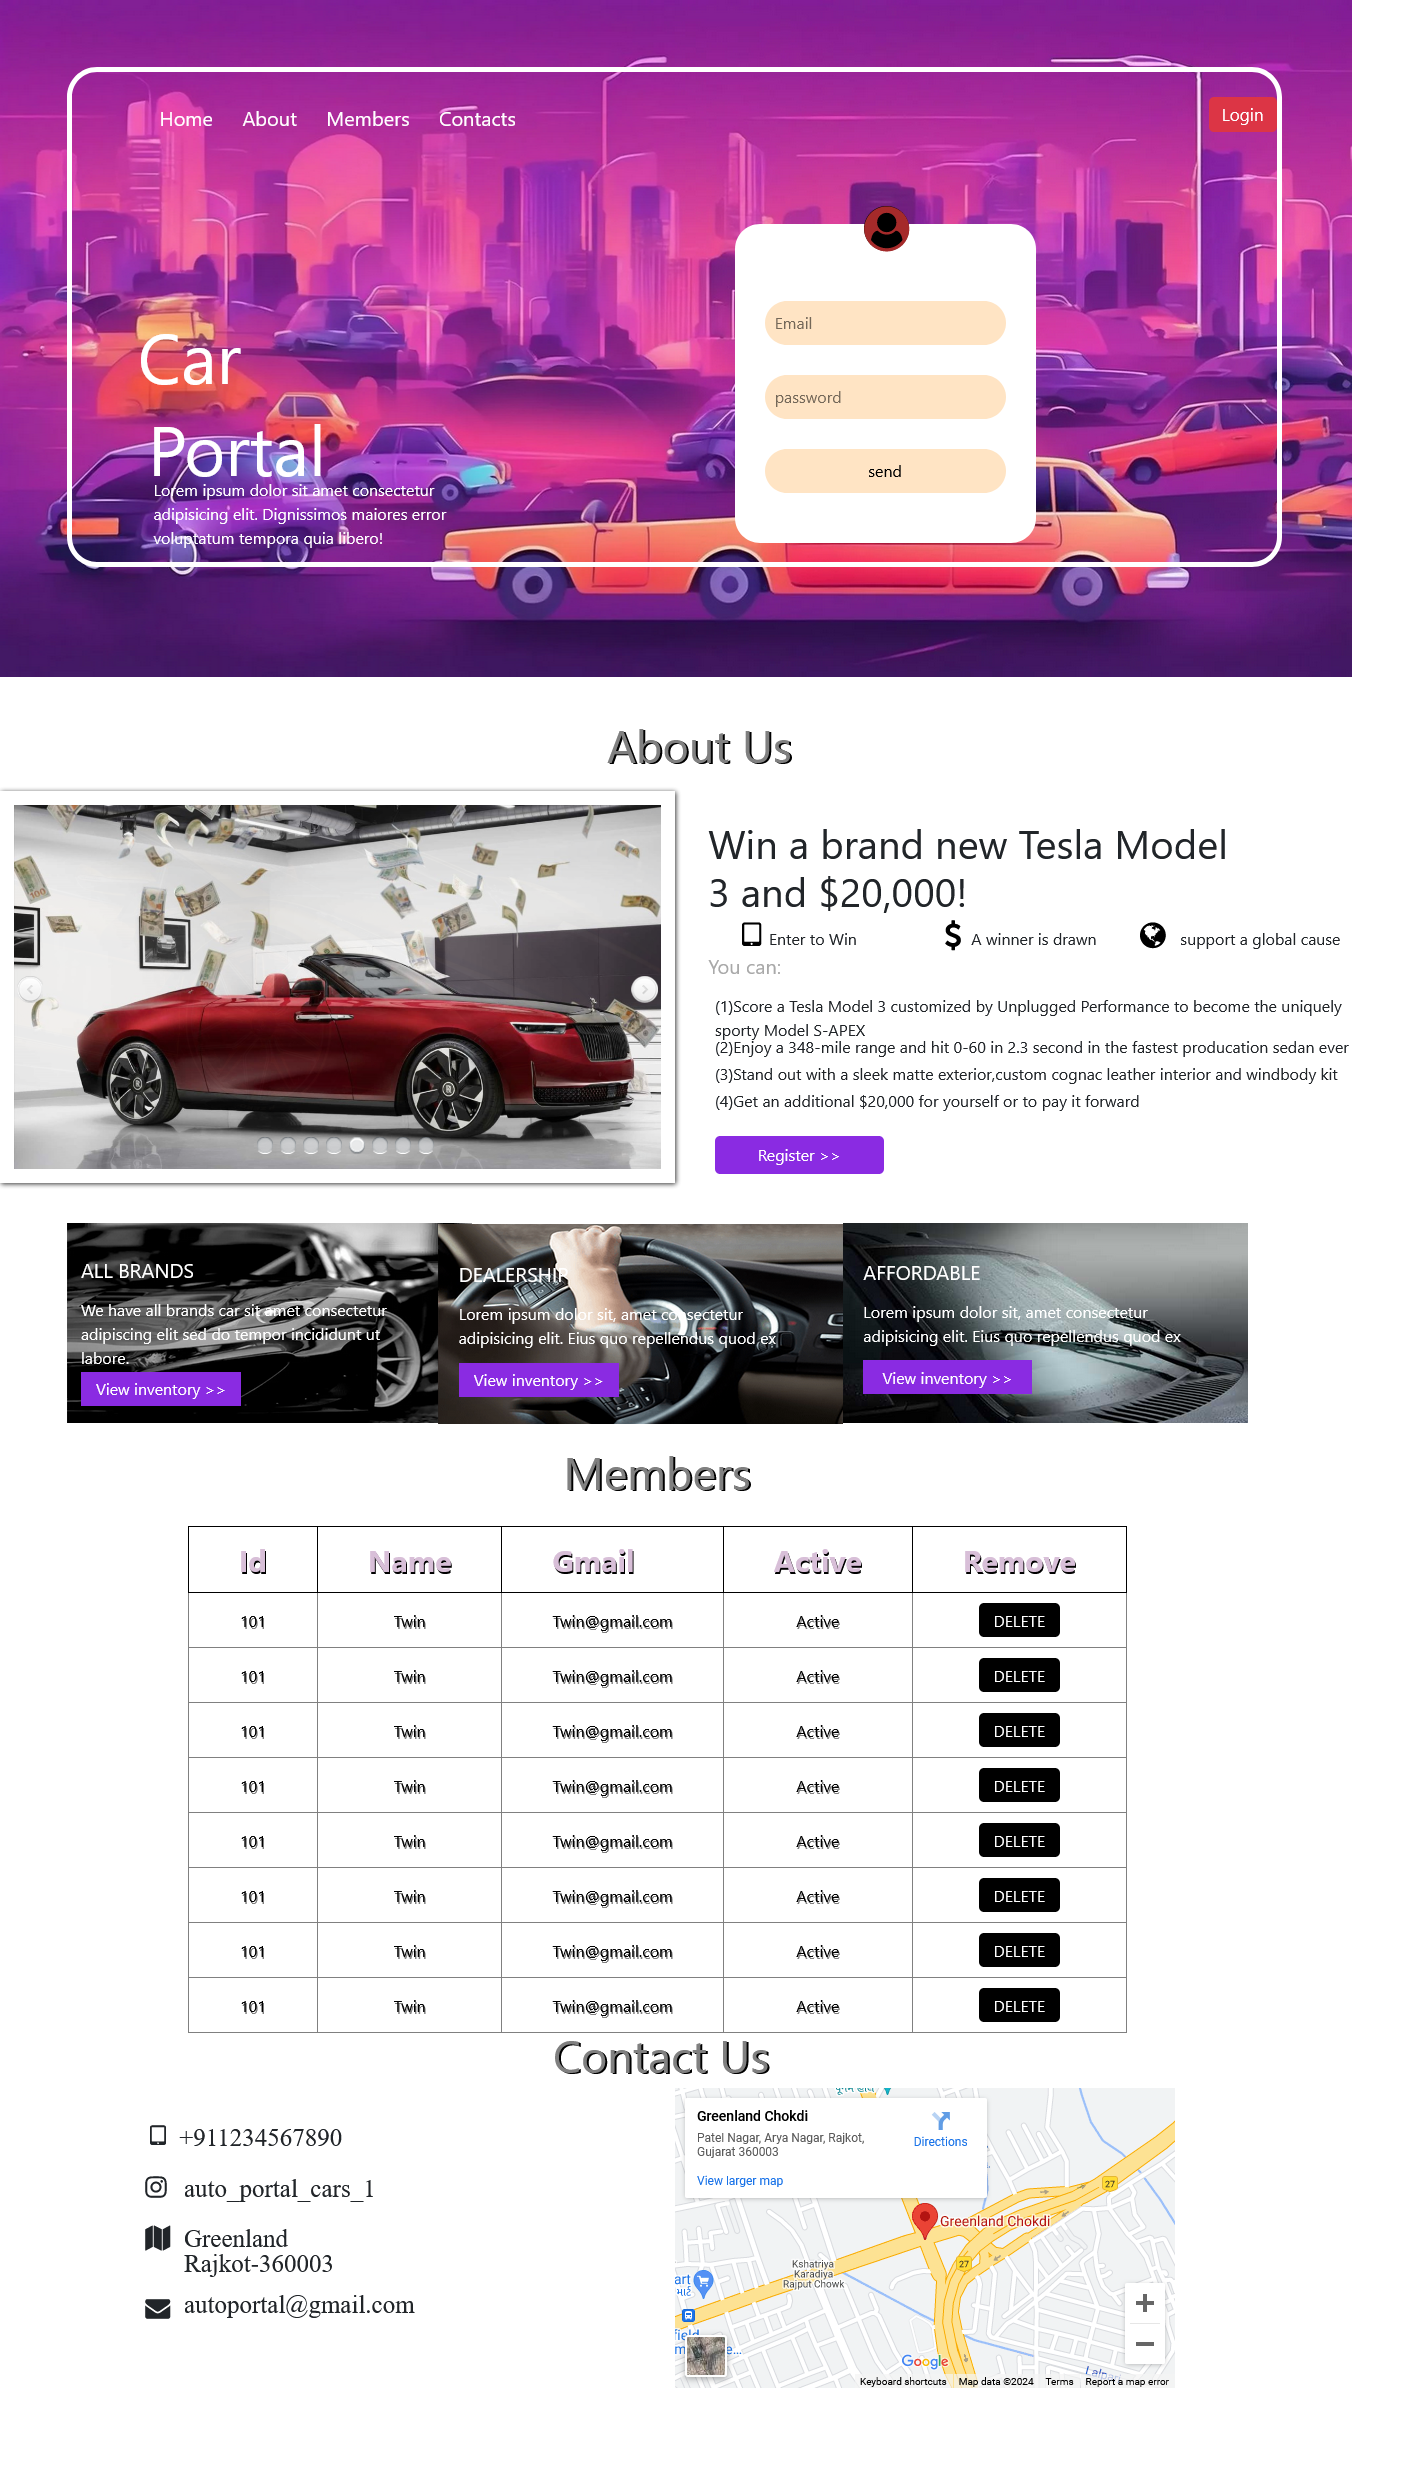 Home About Members Contacts Login
Car
Portal
Lorem ipsum dolor sit amet consectetur
adipisicing elit. Dignissimos maiores error
voluptatum tempora quia libero!
Email
password
send
About Us
Win a brand new Tesla Model
3 and $20,000!
Enter to Win A winner is drawn support a global cause
You can:
(1)Score a Tesla Model 3 customized by Unplugged Performance to become the uniquely
sporty Model S-APEX
(2)Enjoy a 348-mile range and hit 0-60 in 2.3 second in the fastest producation sedan ever
(3)Stand out with a sleek matte exterior,custom cognac leather interior and windbody kit
(4)Get an additional $20,000 for yourself or to pay it forward
Register >>
ALL BRANDS
We have all brands car sit amet consectetur
adipiscing elit sed do tempor incididunt ut
labore.
View inventory >>
DEALERSHIP
Lorem ipsum dolor sit, amet consectetur
adipisicing elit. Eius quo repellendus quod ex
View inventory >>
AFFORDABLE
Lorem ipsum dolor sit, amet consectetur
adipisicing elit. Eius quo repellendus quod ex
View inventory >>
Members
Id Name Gmail Active Remove
101 Twin Twin@gmail.com Active DELETE
101 Twin Twin@gmail.com Active DELETE
101 Twin Twin@gmail.com Active DELETE
101 Twin Twin@gmail.com Active DELETE
101 Twin Twin@gmail.com Active DELETE
101 Twin Twin@gmail.com Active DELETE
101 Twin Twin@gmail.com Active DELETE
101 Twin Twin@gmail.com Active DELETE
Contact Us
+911234567890
auto_portal_cars_1
Greenland
Rajkot-360003
autoportal@gmail.com
Greenland Chokdi
Patel Nagar, Arya Nagar, Rajkot,
Gujarat 360003
Directions
View larger map
27
Greenland Chokdi
27
Kshatriya
Karadiya
Rajput Chowk
art
માર્ટ
field
Google
Keyboard shortcuts Map data ©2024 Terms Report a map error